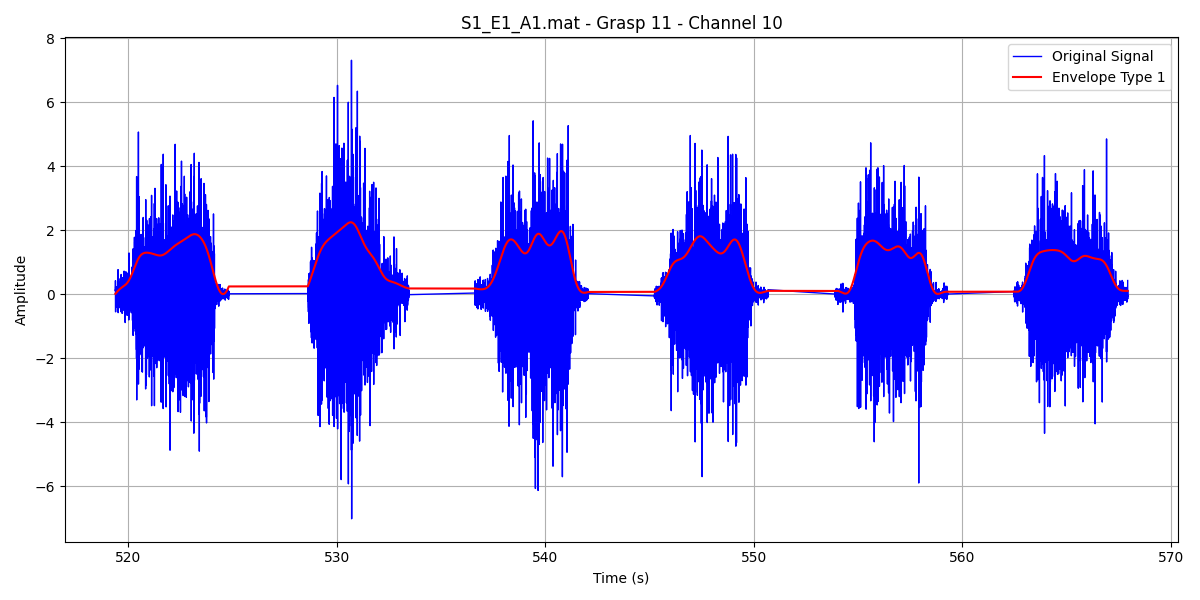 S1_E1_A1.mat - Grasp 11 - Channel 10
Original Signal
Envelope Type 1
8
6
4
2
0
−2
−4
−6
Amplitude
520 530 540 550 560 570
Time (s)